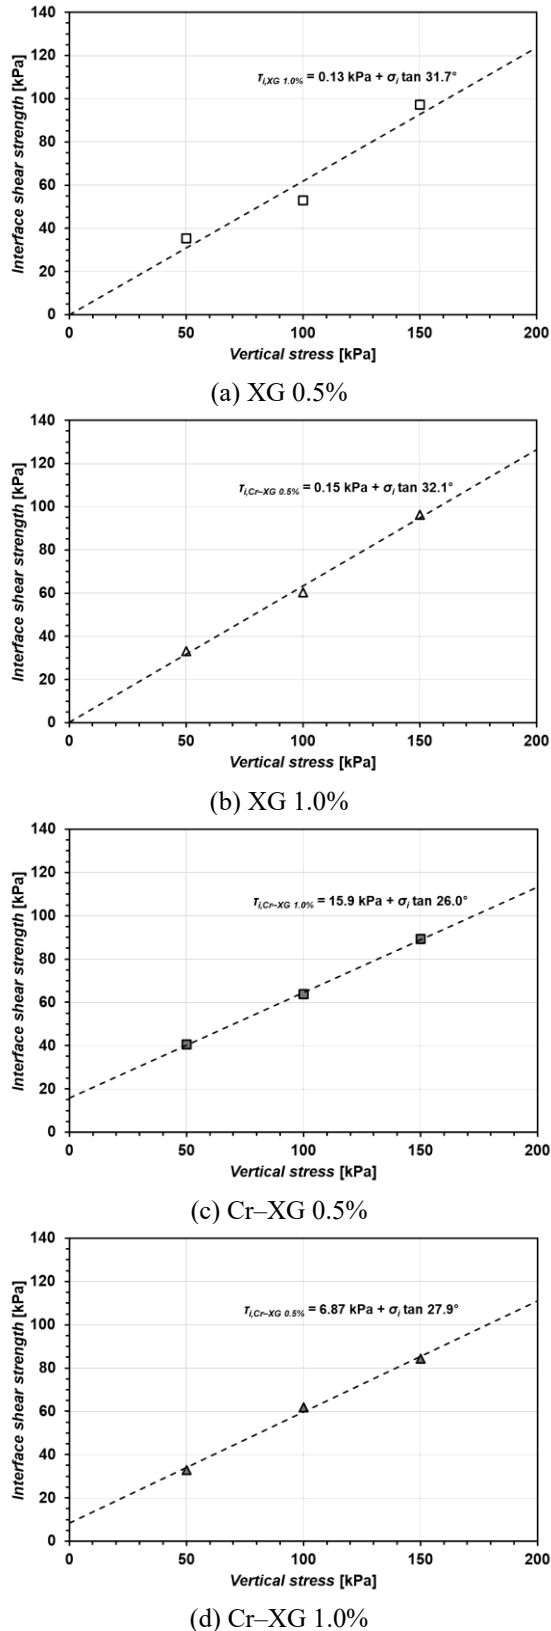 140
120
100
80
60
40
20
0
Interface shear strength [kPa]
τi,XG 1.0% = 0.13 kPa + σi tan 31.7°
0 50 100 150 200
Vertical stress [kPa]
(a) XG 0.5%
140
120
100
80
60
40
20
0
Interface shear strength [kPa]
τi,Cr–XG 0.5% = 0.15 kPa + σi tan 32.1°
0 50 100 150 200
Vertical stress [kPa]
(b) XG 1.0%
140
120
100
80
60
40
20
0
Interface shear strength [kPa]
τi,Cr–XG 1.0% = 15.9 kPa + σi tan 26.0°
0 50 100 150 200
Vertical stress [kPa]
(c) Cr–XG 0.5%
140
120
100
80
60
40
20
0
Interface shear strength [kPa]
τi,Cr–XG 0.5% = 6.87 kPa + σi tan 27.9°
0 50 100 150 200
Vertical stress [kPa]
(d) Cr–XG 1.0%